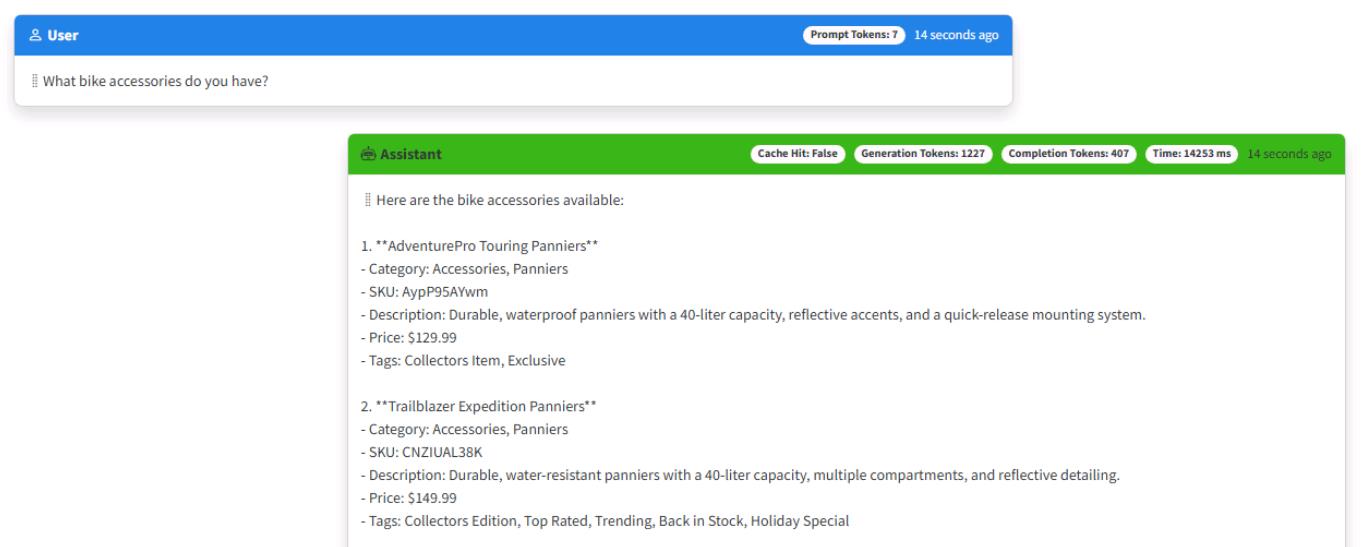 User Prompt Tokens: 7 14 seconds ago
What bike accessories do you have?
Assistant Cache Hit: False Generation Tokens: 1227 Completion Tokens: 407 Time: 14253 ms 14 seconds ago
Here are the bike accessories available:
1. **AdventurePro Touring Panniers**
- Category: Accessories, Panniers
- SKU: AypP95AYwm
- Description: Durable, waterproof panniers with a 40-liter capacity, reflective accents, and a quick-release mounting system.
- Price: $129.99
- Tags: Collectors Item, Exclusive
2. **Trailblazer Expedition Panniers**
- Category: Accessories, Panniers
- SKU: CNZIUAL38K
- Description: Durable, water-resistant panniers with a 40-liter capacity, multiple compartments, and reflective detailing.
- Price: $149.99
- Tags: Collectors Edition, Top Rated, Trending, Back in Stock, Holiday Special